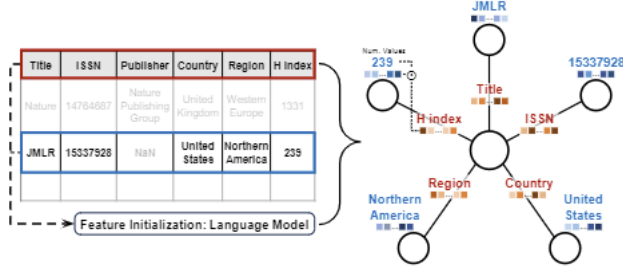 Title ISSN Publisher Country Region H Index
Nature 14764687 Nature Publishing Group United Kingdom Western Europe 1331
JMLR 15337928 NaN United States Northern America 239
Feature Initialization: Language Model
JMLR
Num. Values
239
15337928
Title
H index
ISSN
Region
Country
Northern America
United States